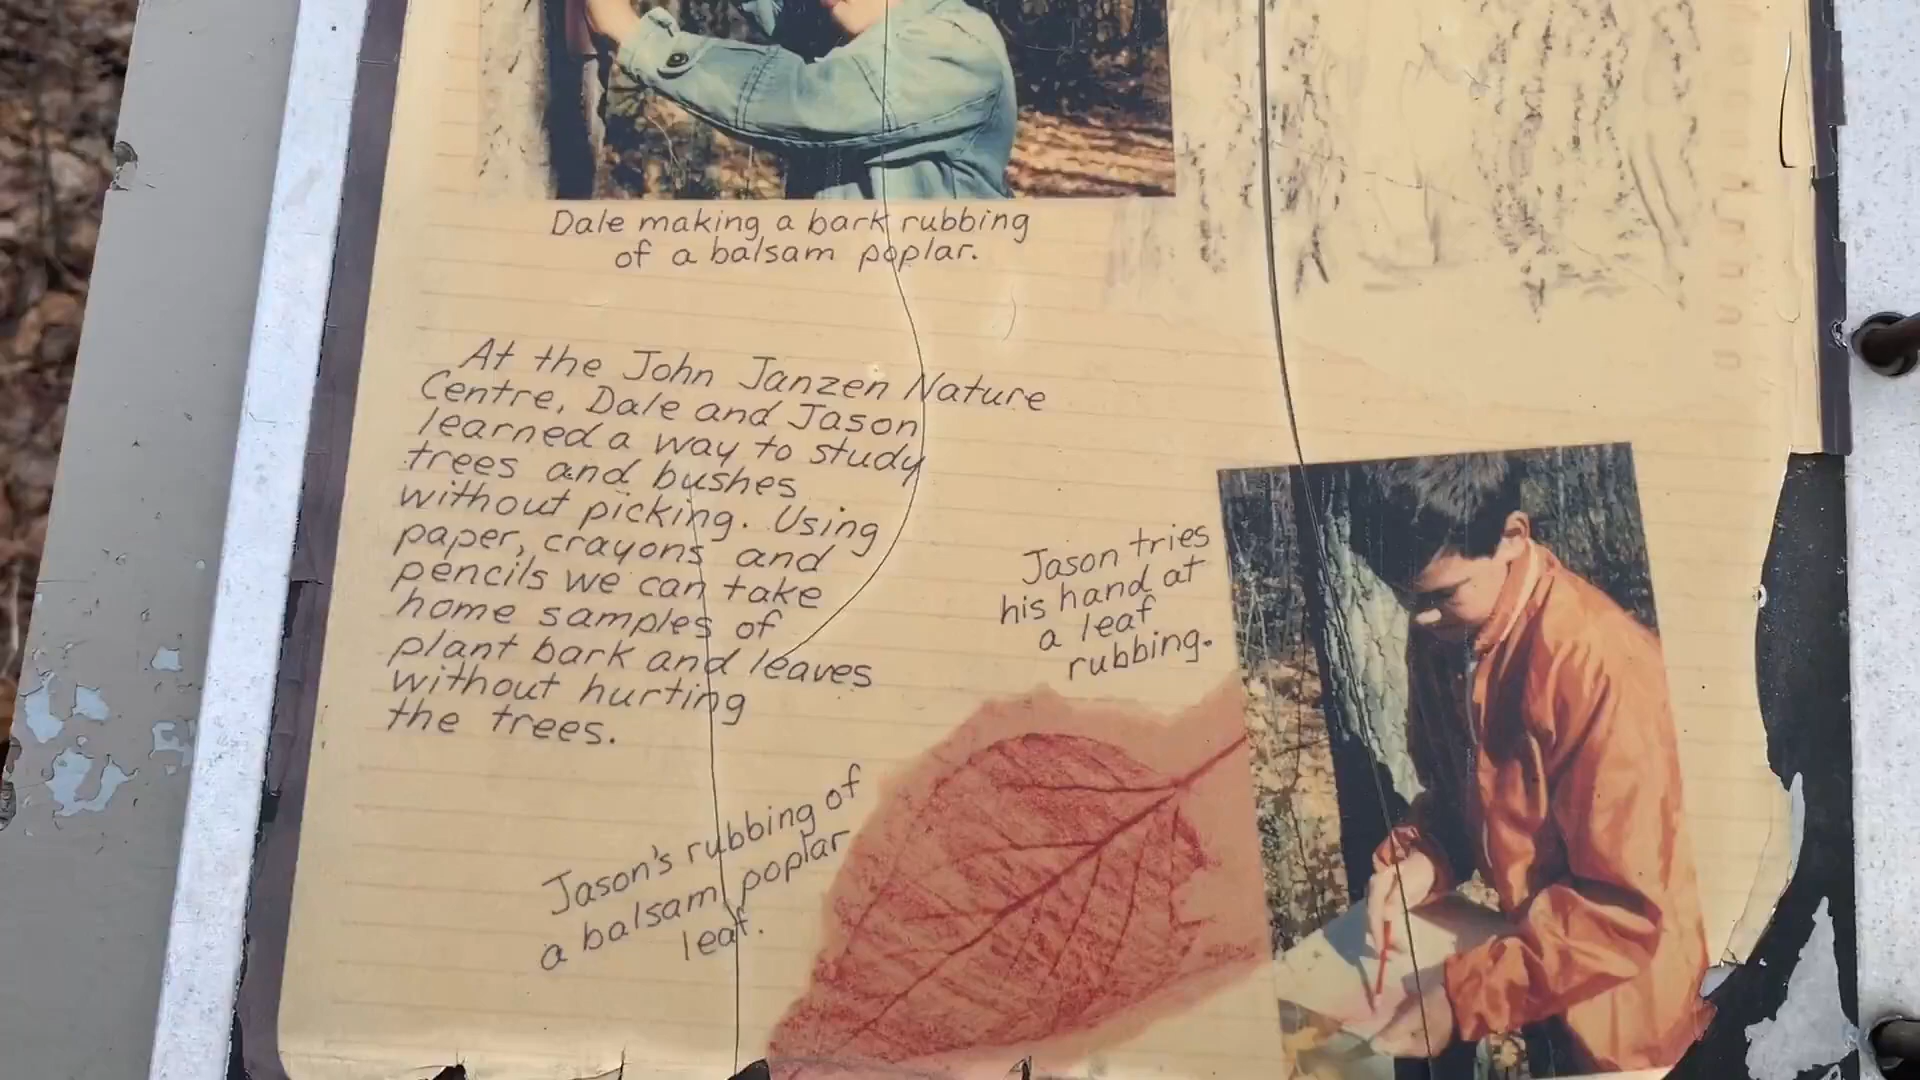 Dale making a bark rubbing
of a balsam poplar.
At the John Janzen Nature
Centre, Dale and Jason
learned a way to study
trees and bushes
without picking. Using
paper, crayons and
pencils we can take
home samples of
plant bark and leaves
without hurting
the trees.
Jason tries
his hand at
a leaf
rubbing.
Jason's rubbing of
a balsam poplar
leaf.